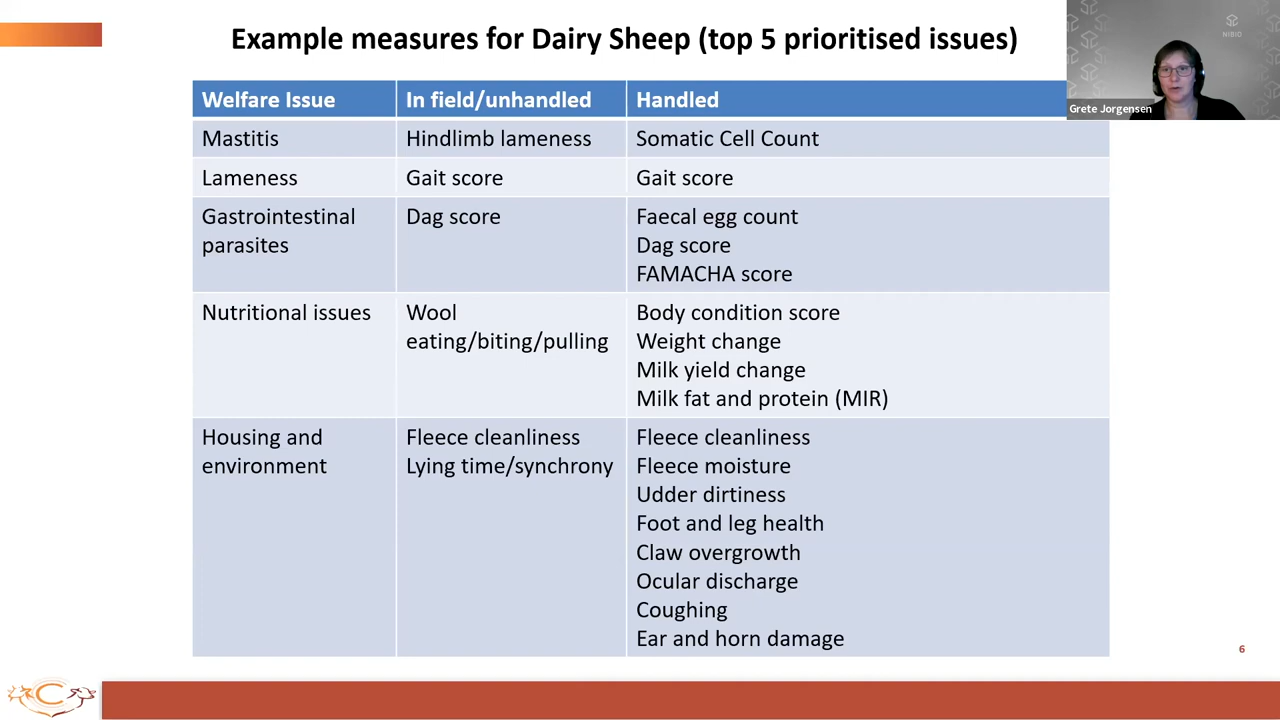 Example measures for Dairy Sheep (top 5 prioritised issues)
NIBIO
Grete Jorgensen
Welfare Issue
In field/unhandled
Handled
Mastitis
Hindlimb lameness
Somatic Cell Count
Lameness
Gait score
Gait score
Gastrointestinal
parasites
Dag score
Faecal egg count
Dag score
FAMACHA score
Nutritional issues
Wool
eating/biting/pulling
Body condition score
Weight change
Milk yield change
Milk fat and protein (MIR)
Housing and
environment
Fleece cleanliness
Lying time/synchrony
Fleece cleanliness
Fleece moisture
Udder dirtiness
Foot and leg health
Claw overgrowth
Ocular discharge
Coughing
Ear and horn damage
6